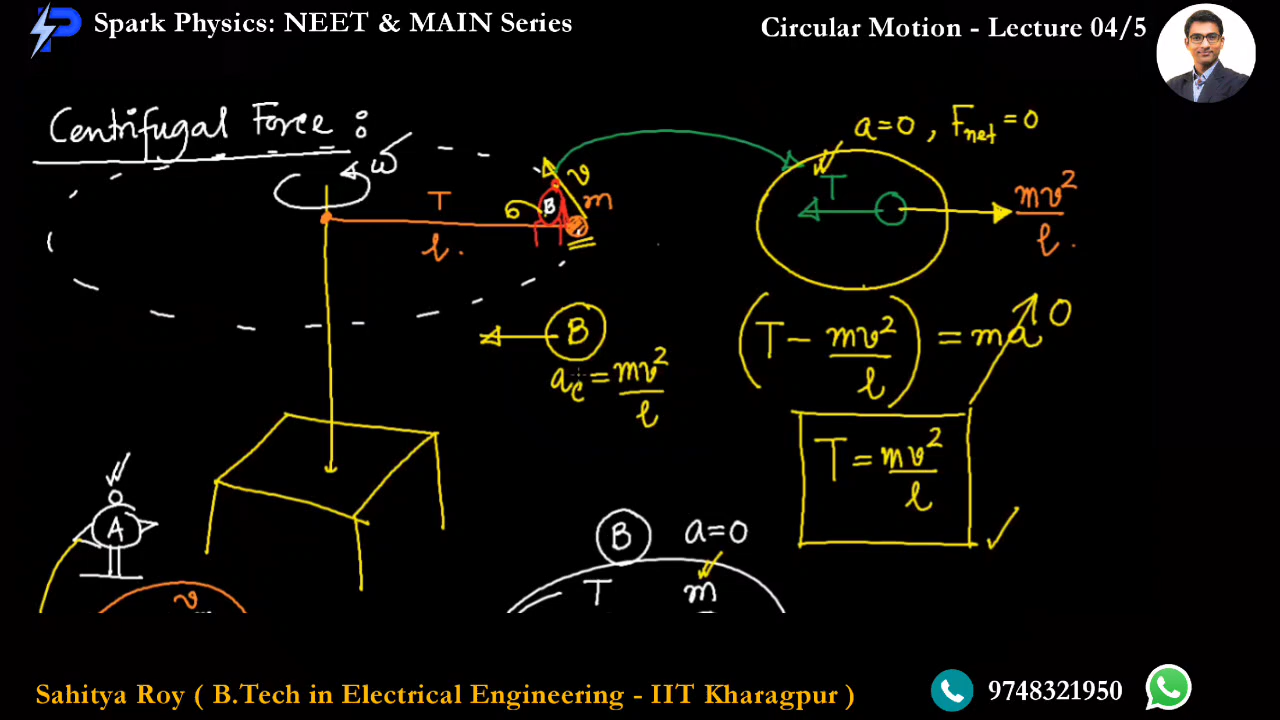 Spark Physics: NEET & MAIN Series
Circular Motion - Lecture 04/5
Centrifugal Force :
ω
T
l.
B
v
m
a=0 , Fnet=0
T
mv²/l.
B
ac = mv²/l
(T - mv²/l) = ma 0
T = mv²/l
A
v
B a=0
T m
Sahitya Roy ( B.Tech in Electrical Engineering - IIT Kharagpur )
9748321950